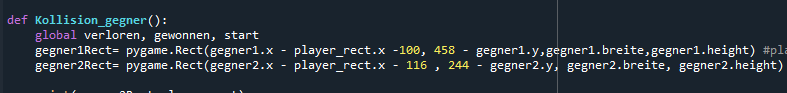 def Kollision_gegner():
global verloren, gewonnen, start
gegner1Rect= pygame.Rect(gegner1.x - player_rect.x -100, 458 - gegner1.y,gegner1.breite,gegner1.height) #pla
gegner2Rect= pygame.Rect(gegner2.x - player_rect.x - 116 , 244 - gegner2.y, gegner2.breite, gegner2.height)